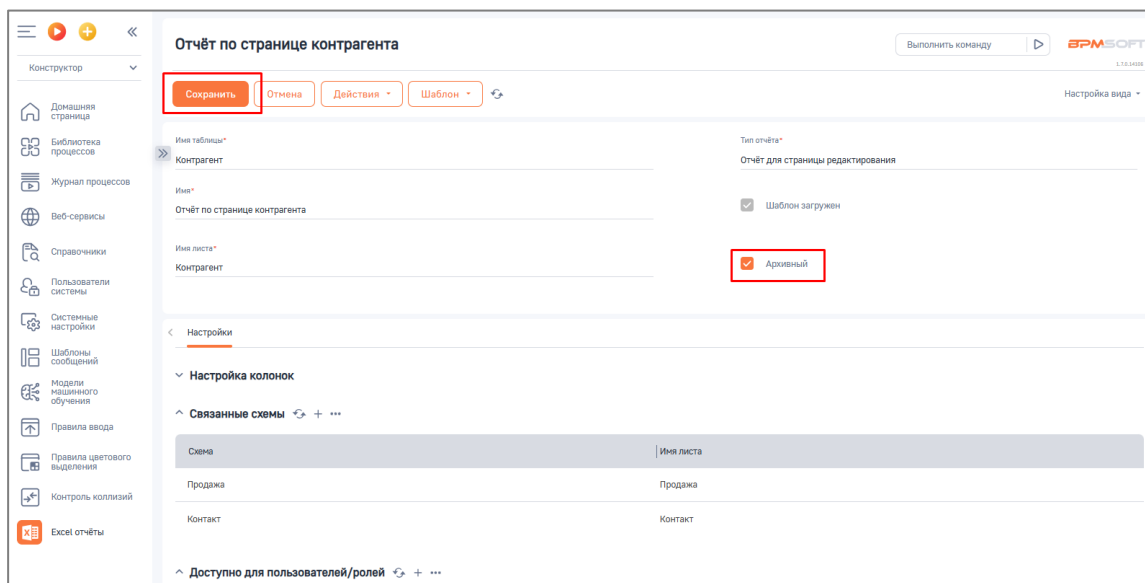 Отчёт по странице контрагента
Выполнить команду
BPMSOFT
Конструктор
Сохранить
Отмена
Действия
Шаблон
Настройка вида
Домашняя
страница
Библиотека
процессов
Журнал процессов
Веб-сервисы
Справочники
Пользователи
системы
Системные
настройки
Шаблоны
сообщений
Модели
машинного
обучения
Правила ввода
Правила цветового
выделения
Контроль коллизий
Excel отчёты
Имя таблицы*
Контрагент
Тип отчёта*
Отчёт для страницы редактирования
Имя*
Отчёт по странице контрагента
Шаблон загружен
Имя листа*
Контрагент
Архивный
Настройки
Настройка колонок
Связанные схемы
Схема
Имя листа
Продажа
Продажа
Контакт
Контакт
Доступно для пользователей/ролей